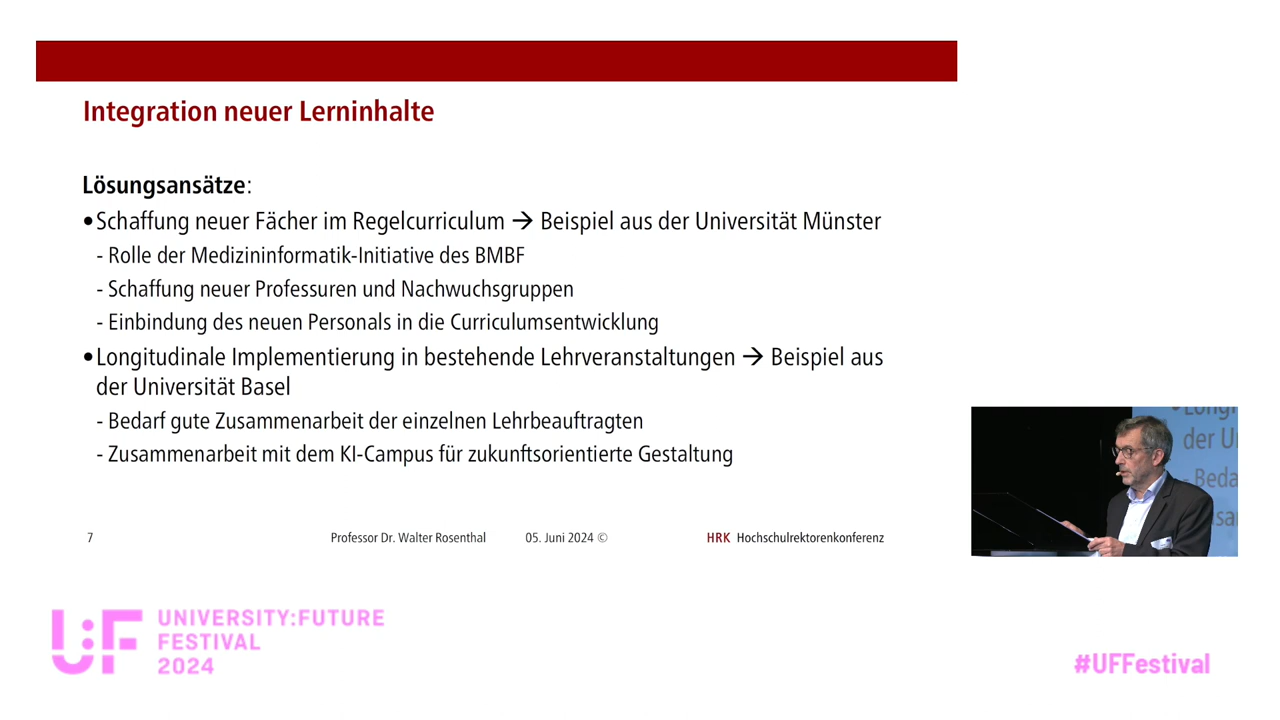 Integration neuer Lerninhalte
Lösungsansätze:
•Schaffung neuer Fächer im Regelcurriculum → Beispiel aus der Universität Münster
- Rolle der Medizininformatik-Initiative des BMBF
- Schaffung neuer Professuren und Nachwuchsgruppen
- Einbindung des neuen Personals in die Curriculumsentwicklung
•Longitudinale Implementierung in bestehende Lehrveranstaltungen → Beispiel aus
der Universität Basel
- Bedarf gute Zusammenarbeit der einzelnen Lehrbeauftragten
- Zusammenarbeit mit dem KI-Campus für zukunftsorientierte Gestaltung
7 Professor Dr. Walter Rosenthal 05. Juni 2024 © HRK Hochschulrektorenkonferenz
der U
- Beda
U:F
UNIVERSITY:FUTURE
FESTIVAL
2024
#UFFestival